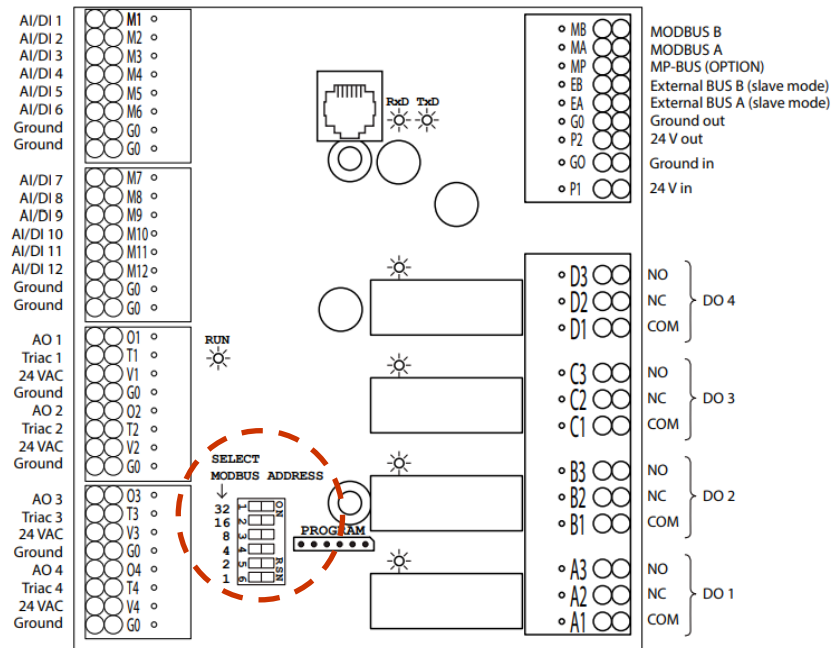 AI/DI 1 M1
AI/DI 2 M2
AI/DI 3 M3
AI/DI 4 M4
AI/DI 5 M5
AI/DI 6 M6
Ground G0
Ground G0
AI/DI 7 M7
AI/DI 8 M8
AI/DI 9 M9
AI/DI 10 M10
AI/DI 11 M11
AI/DI 12 M12
Ground G0
Ground G0
AO 1 O1
Triac 1 T1
24 VAC V1
Ground G0
AO 2 O2
Triac 2 T2
24 VAC V2
Ground G0
AO 3 O3
Triac 3 T3
24 VAC V3
Ground G0
AO 4 O4
Triac 4 T4
24 VAC V4
Ground G0
RxD TxD
RUN
SELECT
MODBUS ADDRESS
32 1 ON
16 2
8 3
4 4
2 5 RSN
1 6
PROGRAM
MB MODBUS B
MA MODBUS A
MP MP-BUS (OPTION)
EB External BUS B (slave mode)
EA External BUS A (slave mode)
G0 Ground out
P2 24 V out
GO Ground in
P1 24 V in
D3 NO
D2 NC DO 4
D1 COM
C3 NO
C2 NC DO 3
C1 COM
B3 NO
B2 NC DO 2
B1 COM
A3 NO
A2 NC DO 1
A1 COM